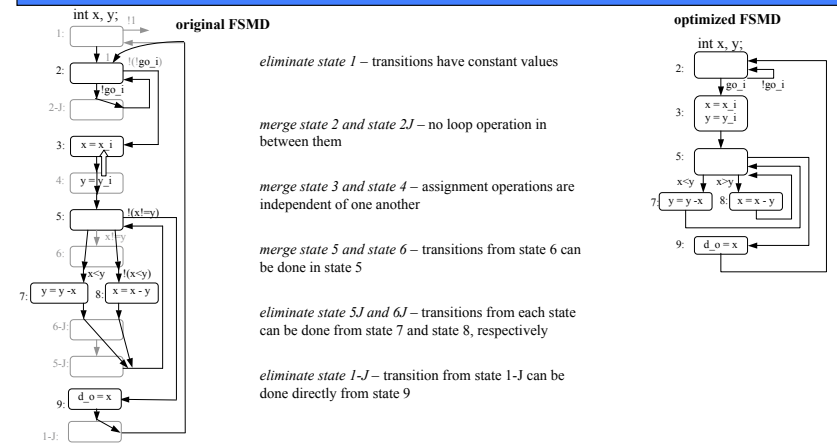 int x, y;
!1
original FSMD
1:
1
!(!go_i)
2:
!go_i
2-J:
3:
x = x_i
4:
y = y_i
5:
!(x!=y)
x!=y
6:
x<y
!(x<y)
7:
y = y -x
8:
x = x - y
6-J:
5-J:
9:
d_o = x
1-J:
eliminate state 1 – transitions have constant values
merge state 2 and state 2J – no loop operation in
between them
merge state 3 and state 4 – assignment operations are
independent of one another
merge state 5 and state 6 – transitions from state 6 can
be done in state 5
eliminate state 5J and 6J – transitions from each state
can be done from state 7 and state 8, respectively
eliminate state 1-J – transition from state 1-J can be
done directly from state 9
optimized FSMD
int x, y;
2:
go_i
!go_i
3:
x = x_i
y = y_i
5:
x<y
x>y
7:
y = y -x
8:
x = x - y
9:
d_o = x